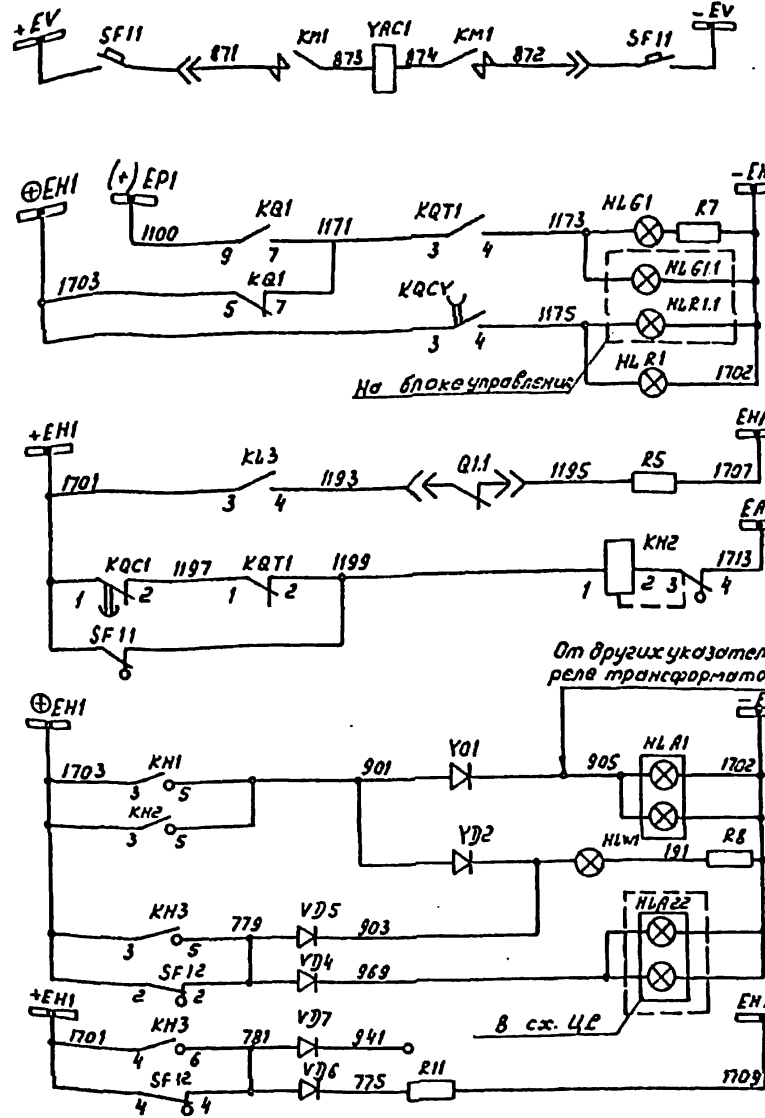 +EV
SF11
871
KM1
873
YAC1
874
KM1
872
SF11
-EV
⊕EH1
(+) EP1
1100
KQ1
9 7
1171
KQT1
3 4
1173
HLG1
R7
1703
KQ1
5 7
KQCY
3 4
1175
HLG1.1
HLR1.1
HLR1
1702
На блоке управления
+EH1
1701
KL3
3 4
1193
Q1.1
1195
R5
1707
KQC1
1 2
1197
KQT1
1 2
1199
KH2
1 2 3 4
1713
SF11
От других указател
реле трансформато
⊕EH1
1703
KH1
3 5
901
YD1
905
HLA1
1702
KH2
3 5
YD2
HLW1
191
R8
KH3
3 5
779
VD5
903
HLA22
SF12
2 2
VD4
969
+EH1
1701
KH3
4 6
781
VD7
941
В сх. ЦС
SF12
4 4
VD6
775
R11
1709